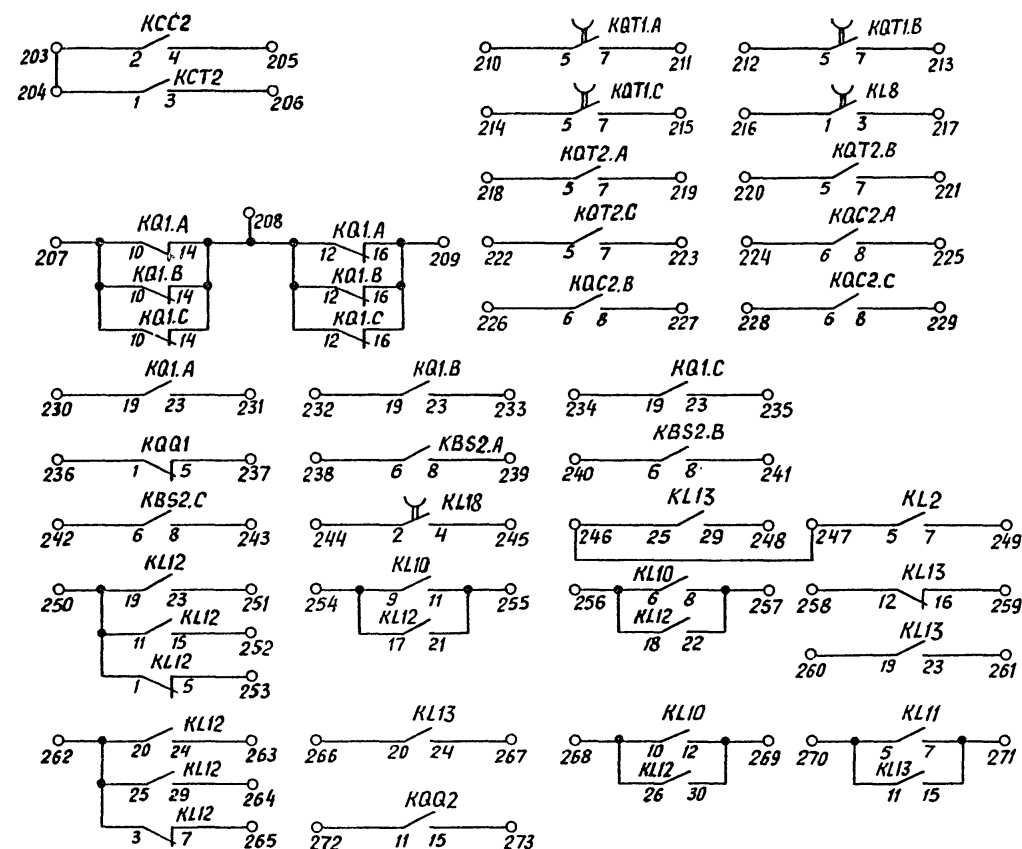 KCC2
203 2 4 205
KCT2
204 1 3 206
KQT1.A
210 5 7 211
KQT1.B
212 5 7 213
KQT1.C
214 5 7 215
KL8
216 1 3 217
KQT2.A
218 5 7 219
KQT2.B
220 5 7 221
KQT2.C
222 5 7 223
KQC2.A
224 6 8 225
KQC2.B
226 6 8 227
KQC2.C
228 6 8 229
208
KQ1.A KQ1.A
207 10 14 12 16 209
KQ1.B KQ1.B
10 14 12 16
KQ1.C KQ1.C
10 14 12 16
KQ1.A KQ1.B KQ1.C
230 19 23 231 232 19 23 233 234 19 23 235
KQQ1 KBS2.A KBS2.B
236 1 5 237 238 6 8 239 240 6 8 241
KBS2.C KL18 KL13 KL2
242 6 8 243 244 2 4 245 246 25 29 248 247 5 7 249
KL12 KL10 KL10 KL13
250 19 23 251 254 9 11 255 256 6 8 257 258 12 16 259
KL12 KL12 KL12
11 15 252 17 21 18 22
KL12 KL13
1 5 253 260 19 23 261
KL12 KL13 KL10 KL11
262 20 24 263 266 20 24 267 268 10 12 269 270 5 7 271
KL12 KL12 KL13
25 29 264 26 30 11 15
KL12 KQQ2
3 7 265 272 11 15 273